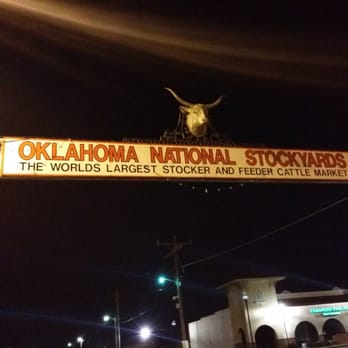 OKLAHOMA NATIONAL STOCKYARDS
THE WORLDS LARGEST STOCKER AND FEEDER CATTLE MARKET